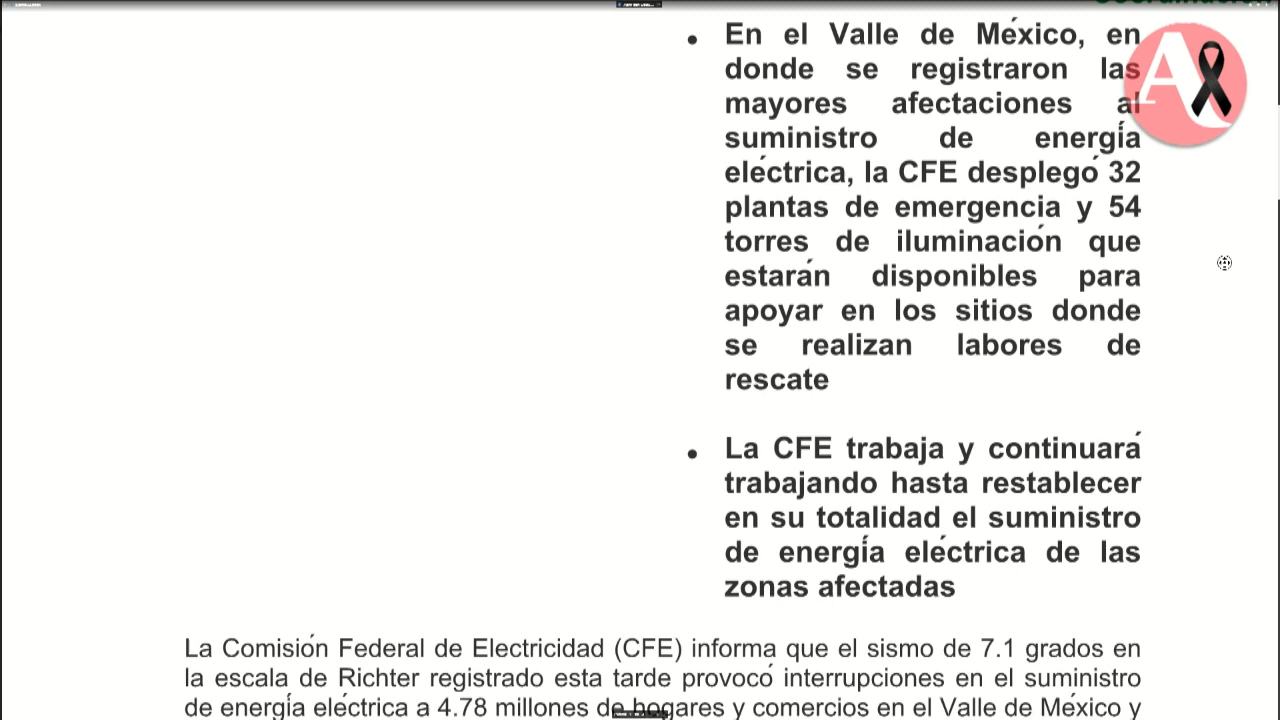 En el Valle de México, en
donde se registraron las
mayores afectaciones al
suministro de energía
eléctrica, la CFE desplegó 32
plantas de emergencia y 54
torres de iluminación que
estarán disponibles para
apoyar en los sitios donde
se realizan labores de
rescate
La CFE trabaja y continuará
trabajando hasta restablecer
en su totalidad el suministro
de energía eléctrica de las
zonas afectadas
La Comisión Federal de Electricidad (CFE) informa que el sismo de 7.1 grados en
la escala de Richter registrado esta tarde provocó interrupciones en el suministro
de energía eléctrica a 4.78 millones de hogares y comercios en el Valle de México y